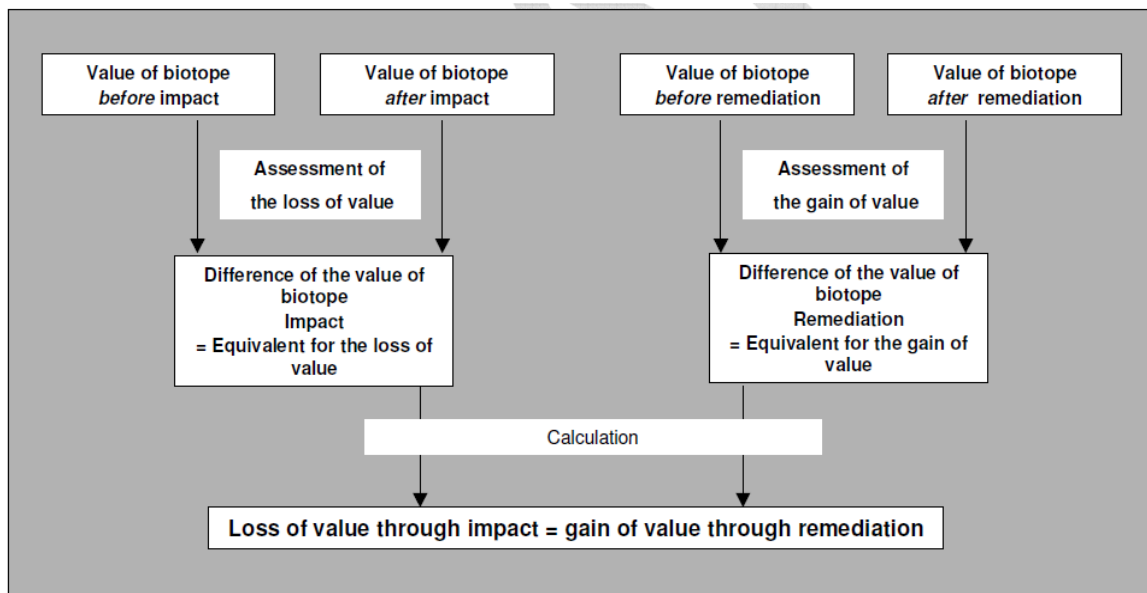 Value of biotope
before impact
Value of biotope
after impact
Value of biotope
before remediation
Value of biotope
after remediation
Assessment of
the loss of value
Assessment of
the gain of value
Difference of the value of
biotope
Impact
= Equivalent for the loss of
value
Difference of the value of
biotope
Remediation
= Equivalent for the gain of
value
Calculation
Loss of value through impact = gain of value through remediation